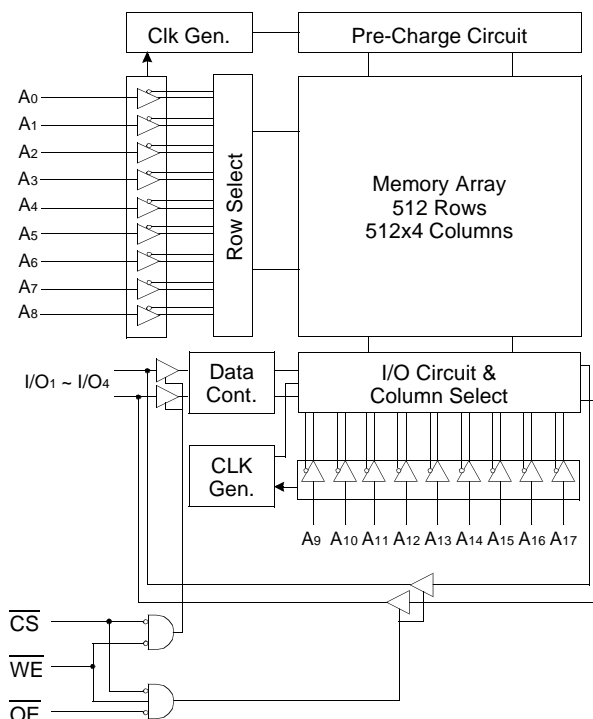 Clk Gen.
Pre-Charge Circuit
A0
A1
A2
A3
A4
A5
A6
A7
A8
Row Select
Memory Array
512 Rows
512x4 Columns
I/O1 ~ I/O4
Data
Cont.
I/O Circuit &
Column Select
CLK
Gen.
A9 A10 A11 A12 A13 A14 A15 A16 A17
CS
WE
OE